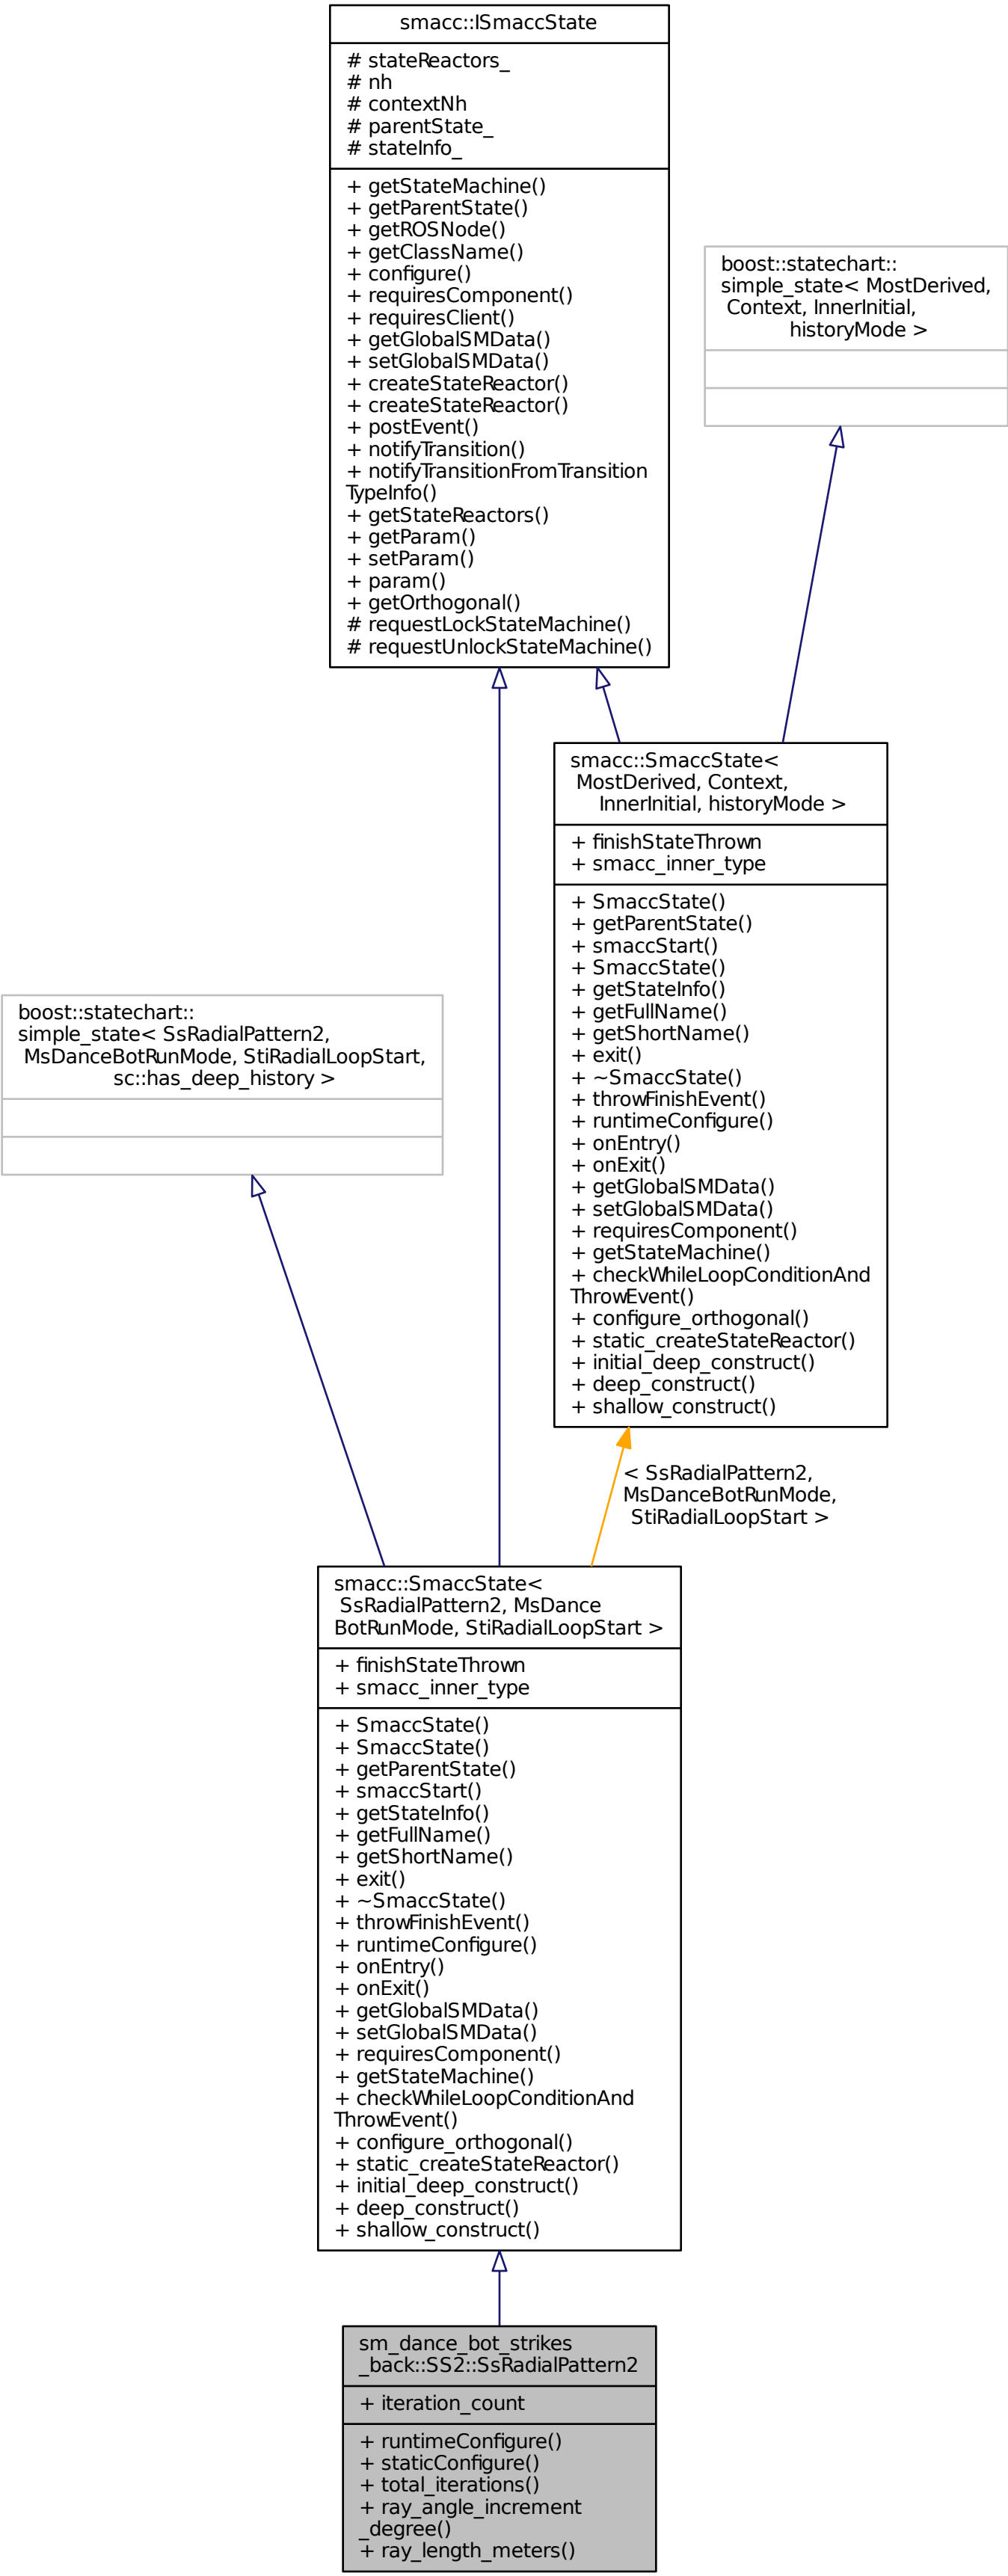 smacc::ISmaccState
# stateReactors_
# nh
# contextNh
# parentState_
# stateInfo_
+ getStateMachine()
+ getParentState()
+ getROSNode()
+ getClassName()
+ configure()
+ requiresComponent()
+ requiresClient()
+ getGlobalSMData()
+ setGlobalSMData()
+ createStateReactor()
+ createStateReactor()
+ postEvent()
+ notifyTransition()
+ notifyTransitionFromTransition
TypeInfo()
+ getStateReactors()
+ getParam()
+ setParam()
+ param()
+ getOrthogonal()
# requestLockStateMachine()
# requestUnlockStateMachine()
boost::statechart::
simple_state< MostDerived,
Context, InnerInitial,
historyMode >
smacc::SmaccState<
MostDerived, Context,
InnerInitial, historyMode >
+ finishStateThrown
+ smacc_inner_type
+ SmaccState()
+ getParentState()
+ smaccStart()
+ SmaccState()
+ getStateInfo()
+ getFullName()
+ getShortName()
+ exit()
+ ~SmaccState()
+ throwFinishEvent()
+ runtimeConfigure()
+ onEntry()
+ onExit()
+ getGlobalSMData()
+ setGlobalSMData()
+ requiresComponent()
+ getStateMachine()
+ checkWhileLoopConditionAnd
ThrowEvent()
+ configure_orthogonal()
+ static_createStateReactor()
+ initial_deep_construct()
+ deep_construct()
+ shallow_construct()
boost::statechart::
simple_state< SsRadialPattern2,
MsDanceBotRunMode, StiRadialLoopStart,
sc::has_deep_history >
< SsRadialPattern2,
MsDanceBotRunMode,
StiRadialLoopStart >
smacc::SmaccState<
SsRadialPattern2, MsDance
BotRunMode, StiRadialLoopStart >
+ finishStateThrown
+ smacc_inner_type
+ SmaccState()
+ SmaccState()
+ getParentState()
+ smaccStart()
+ getStateInfo()
+ getFullName()
+ getShortName()
+ exit()
+ ~SmaccState()
+ throwFinishEvent()
+ runtimeConfigure()
+ onEntry()
+ onExit()
+ getGlobalSMData()
+ setGlobalSMData()
+ requiresComponent()
+ getStateMachine()
+ checkWhileLoopConditionAnd
ThrowEvent()
+ configure_orthogonal()
+ static_createStateReactor()
+ initial_deep_construct()
+ deep_construct()
+ shallow_construct()
sm_dance_bot_strikes
_back::SS2::SsRadialPattern2
+ iteration_count
+ runtimeConfigure()
+ staticConfigure()
+ total_iterations()
+ ray_angle_increment
_degree()
+ ray_length_meters()